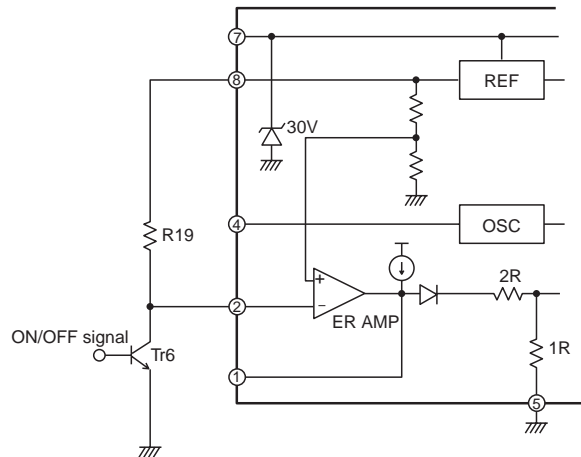 7
8
REF
30V
4
OSC
R19
+
2
−
2R
ER AMP
ON/OFF signal
Tr6
1R
1
5